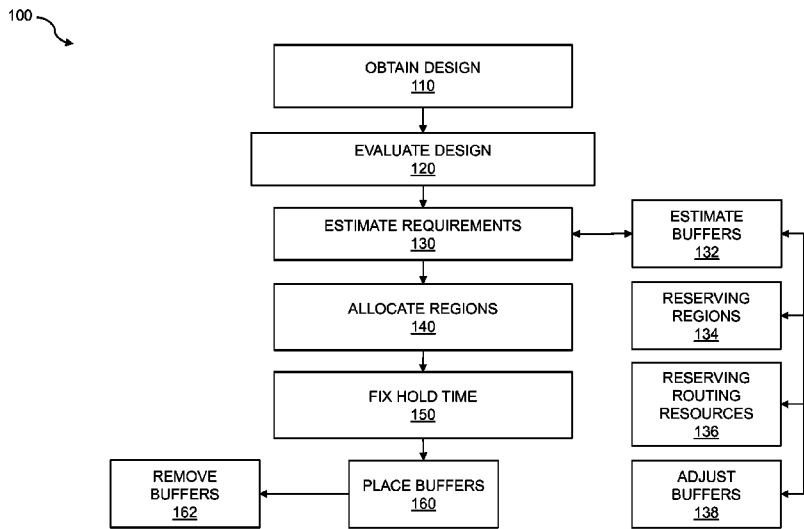 100
OBTAIN DESIGN
110
EVALUATE DESIGN
120
ESTIMATE REQUIREMENTS
130
ESTIMATE
BUFFERS
132
ALLOCATE REGIONS
140
RESERVING
REGIONS
134
FIX HOLD TIME
150
RESERVING
ROUTING
RESOURCES
136
REMOVE
BUFFERS
162
PLACE BUFFERS
160
ADJUST
BUFFERS
138